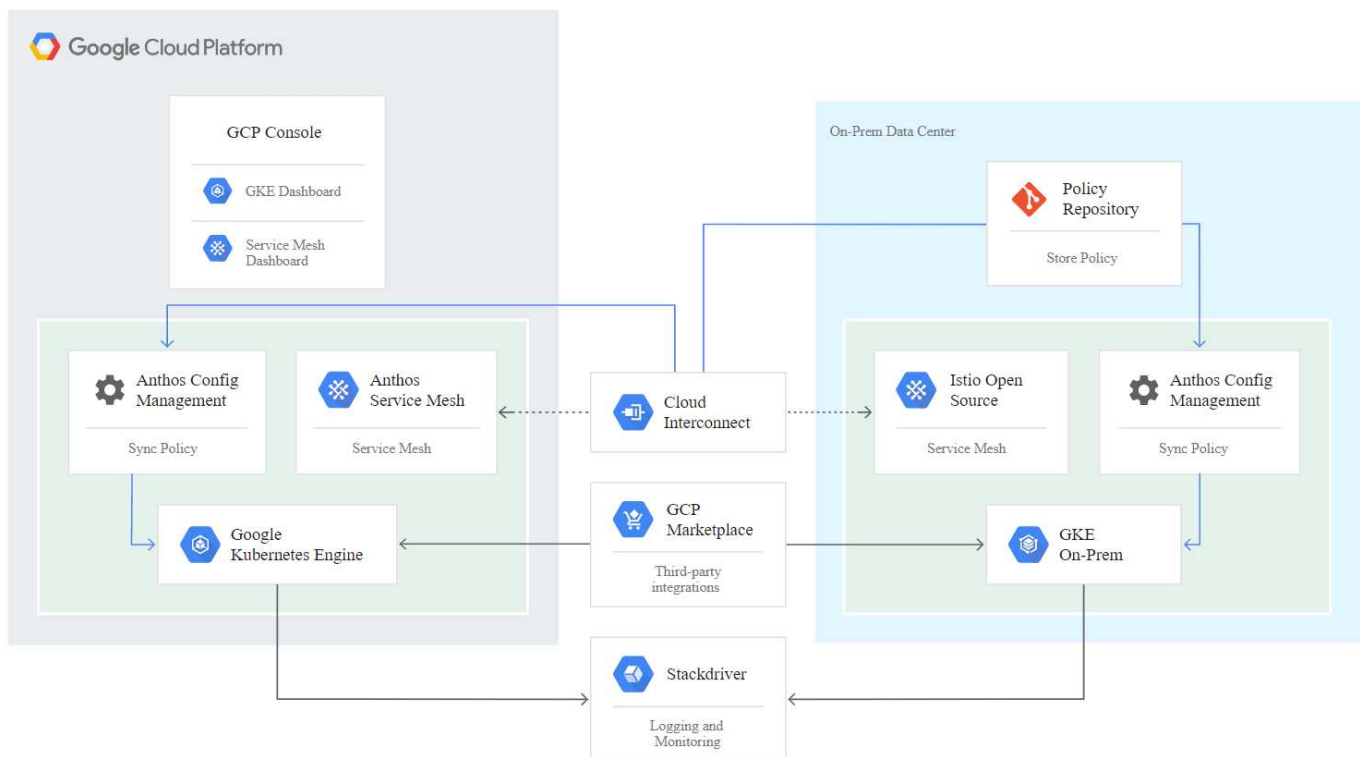 Google Cloud Platform
GCP Console
GKE Dashboard
Service Mesh
Dashboard
On-Prem Data Center
Policy
Repository
Store Policy
Anthos Config
Management
Sync Policy
Anthos
Service Mesh
Service Mesh
Cloud
Interconnect
Istio Open
Source
Service Mesh
Anthos Config
Management
Sync Policy
Google
Kubernetes Engine
GCP
Marketplace
Third-party
integrations
GKE
On-Prem
Stackdriver
Logging and
Monitoring